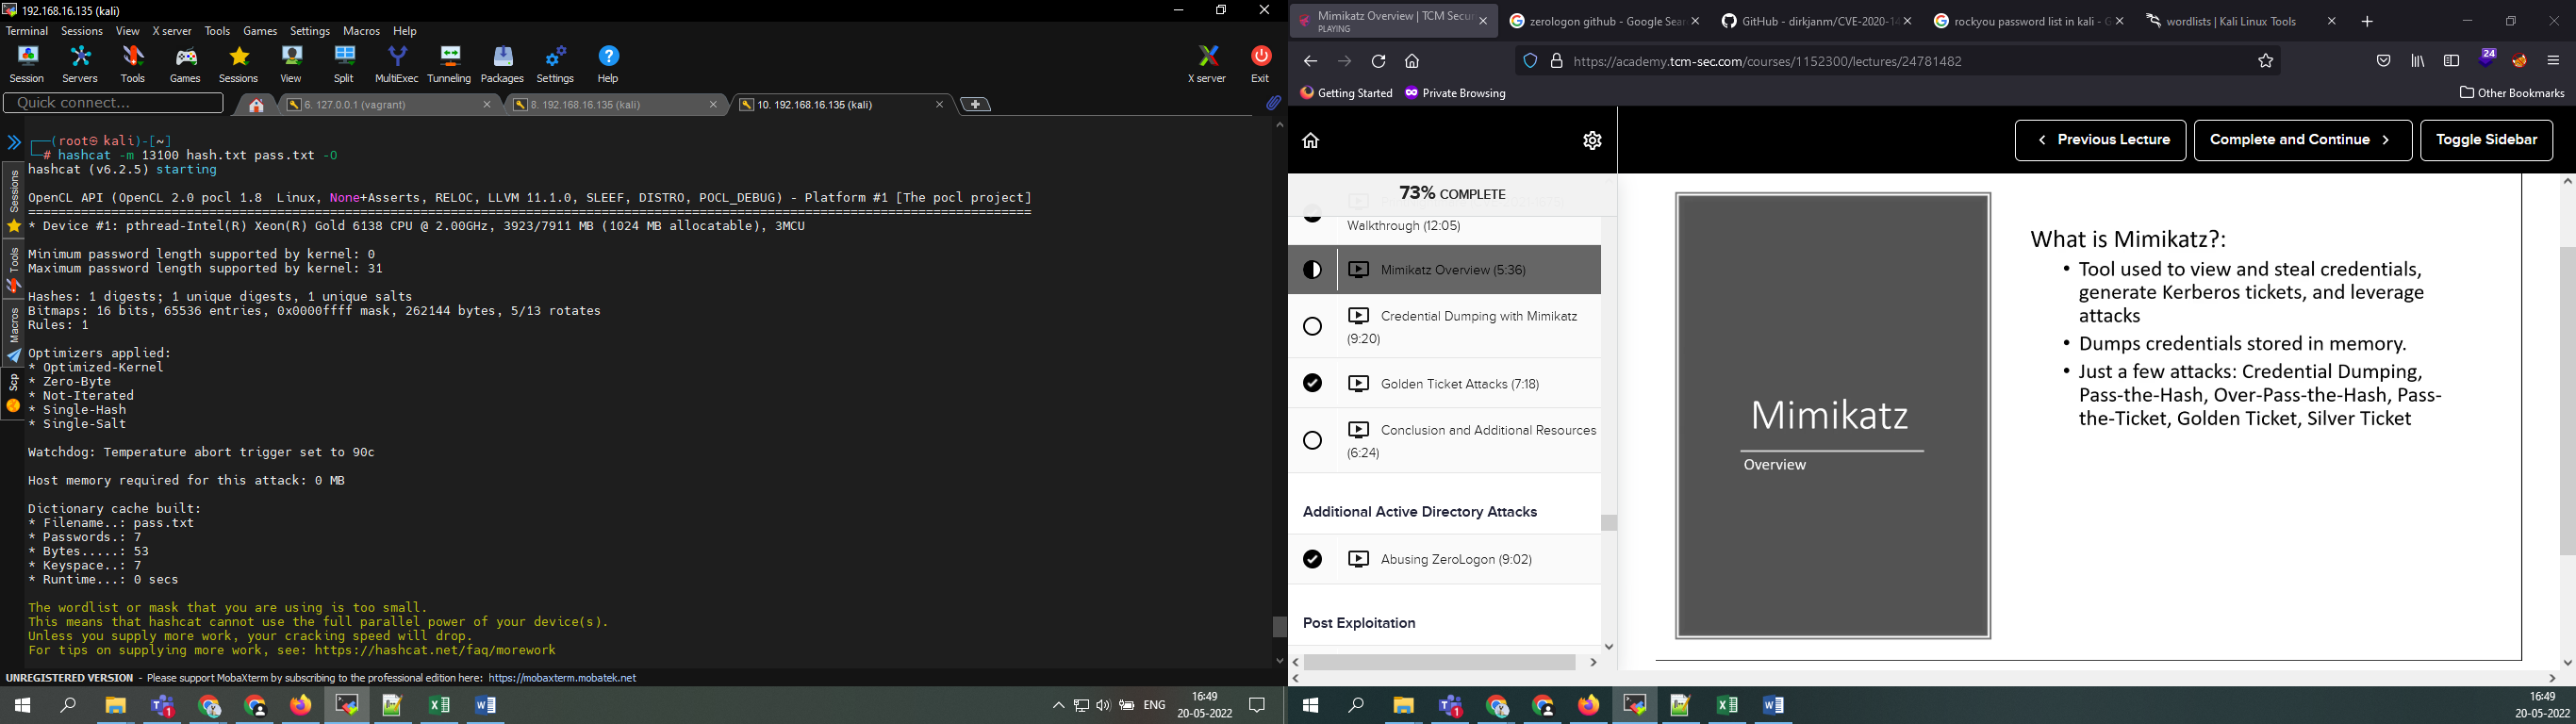 192.168.16.135 (kali)
Terminal Sessions View X server Tools Games Settings Macros Help
Session Servers Tools Games Sessions View Split MultiExec Tunneling Packages Settings Help X server Exit
Quick connect...
6. 127.0.0.1 (vagrant) 8. 192.168.16.135 (kali) 10. 192.168.16.135 (kali)
Sessions
Tools
Macros
Scp
(root kali)-[~]
# hashcat -m 13100 hash.txt pass.txt -O
hashcat (v6.2.5) starting
OpenCL API (OpenCL 2.0 pocl 1.8 Linux, None+Asserts, RELOC, LLVM 11.1.0, SLEEF, DISTRO, POCL_DEBUG) - Platform #1 [The pocl project]
=====================================================================================================================================
* Device #1: pthread-Intel(R) Xeon(R) Gold 6138 CPU @ 2.00GHz, 3923/7911 MB (1024 MB allocatable), 3MCU
Minimum password length supported by kernel: 0
Maximum password length supported by kernel: 31
Hashes: 1 digests; 1 unique digests, 1 unique salts
Bitmaps: 16 bits, 65536 entries, 0x0000ffff mask, 262144 bytes, 5/13 rotates
Rules: 1
Optimizers applied:
* Optimized-Kernel
* Zero-Byte
* Not-Iterated
* Single-Hash
* Single-Salt
Watchdog: Temperature abort trigger set to 90c
Host memory required for this attack: 0 MB
Dictionary cache built:
* Filename..: pass.txt
* Passwords.: 7
* Bytes.....: 53
* Keyspace..: 7
* Runtime...: 0 secs
The wordlist or mask that you are using is too small.
This means that hashcat cannot use the full parallel power of your device(s).
Unless you supply more work, your cracking speed will drop.
For tips on supplying more work, see: https://hashcat.net/faq/morework
UNREGISTERED VERSION - Please support MobaXterm by subscribing to the professional edition here: https://mobaxterm.mobatek.net
ENG
16:49
20-05-2022
Mimikatz Overview | TCM Secur
PLAYING
zerologon github - Google Sear
GitHub - dirkjanm/CVE-2020-14
rockyou password list in kali - G
wordlists | Kali Linux Tools
https://academy.tcm-sec.com/courses/1152300/lectures/24781482
24
Getting Started Private Browsing Other Bookmarks
Previous Lecture Complete and Continue Toggle Sidebar
73% COMPLETE
Walkthrough (12:05)
Mimikatz Overview (5:36)
Credential Dumping with Mimikatz
(9:20)
Golden Ticket Attacks (7:18)
Conclusion and Additional Resources
(6:24)
Additional Active Directory Attacks
Abusing ZeroLogon (9:02)
Post Exploitation
Mimikatz
Overview
What is Mimikatz?:
• Tool used to view and steal credentials,
generate Kerberos tickets, and leverage
attacks
• Dumps credentials stored in memory.
• Just a few attacks: Credential Dumping,
Pass-the-Hash, Over-Pass-the-Hash, Pass-
the-Ticket, Golden Ticket, Silver Ticket
16:49
20-05-2022